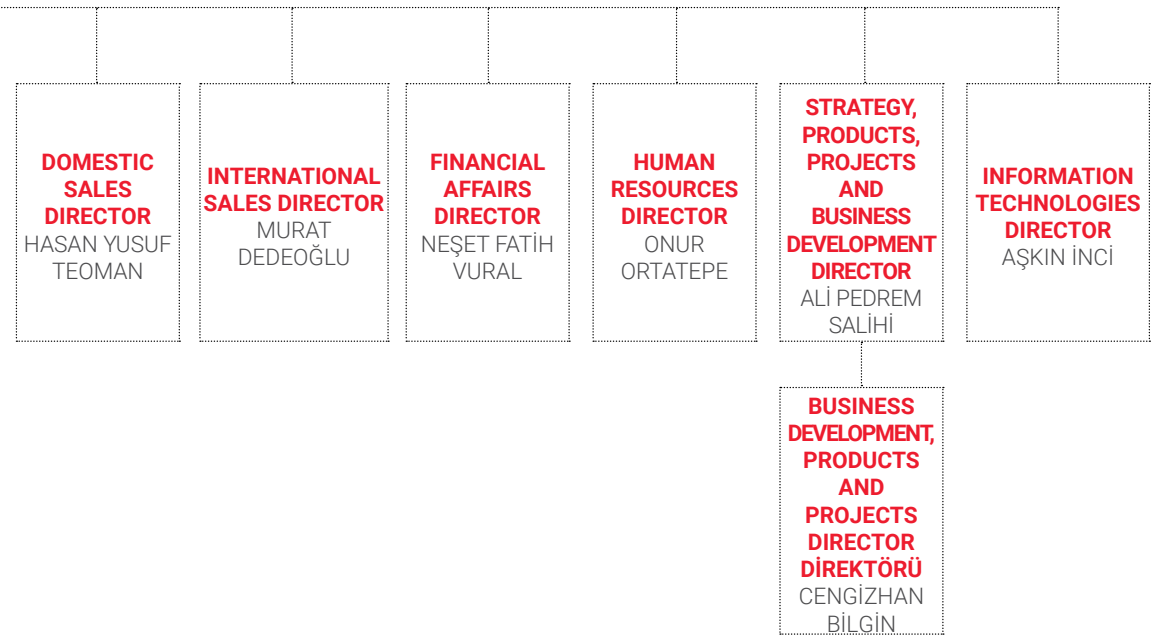 DOMESTIC
SALES
DIRECTOR
HASAN YUSUF
TEOMAN
INTERNATIONAL
SALES DIRECTOR
MURAT
DEDEOĞLU
FINANCIAL
AFFAIRS
DIRECTOR
NEŞET FATİH
VURAL
HUMAN
RESOURCES
DIRECTOR
ONUR
ORTATEPE
STRATEGY,
PRODUCTS,
PROJECTS
AND
BUSINESS
DEVELOPMENT
DIRECTOR
ALİ PEDREM
SALİHİ
INFORMATION
TECHNOLOGIES
DIRECTOR
AŞKIN İNCİ
BUSINESS
DEVELOPMENT,
PRODUCTS
AND
PROJECTS
DIRECTOR
DİREKTÖRÜ
CENGİZHAN
BİLGİN